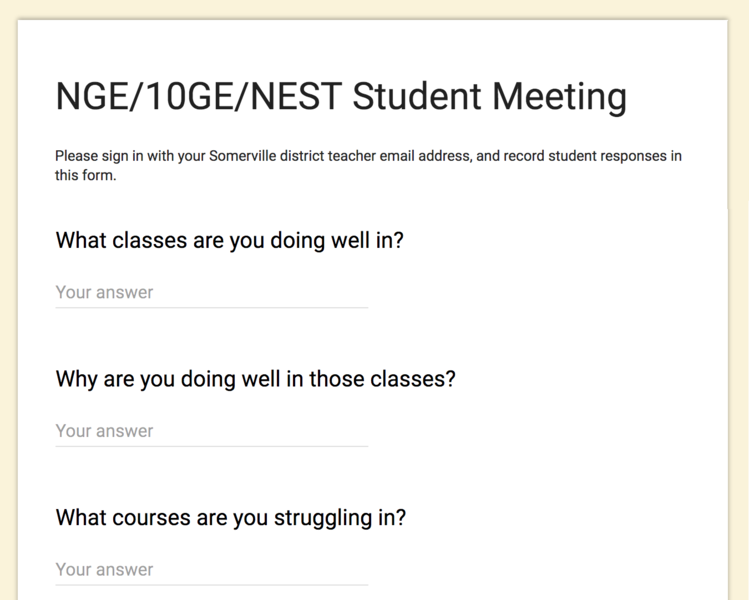 NGE/10GE/NEST Student Meeting
Please sign in with your Somerville district teacher email address, and record student responses in
this form.
What classes are you doing well in?
Your answer
Why are you doing well in those classes?
Your answer
What courses are you struggling in?
Your answer